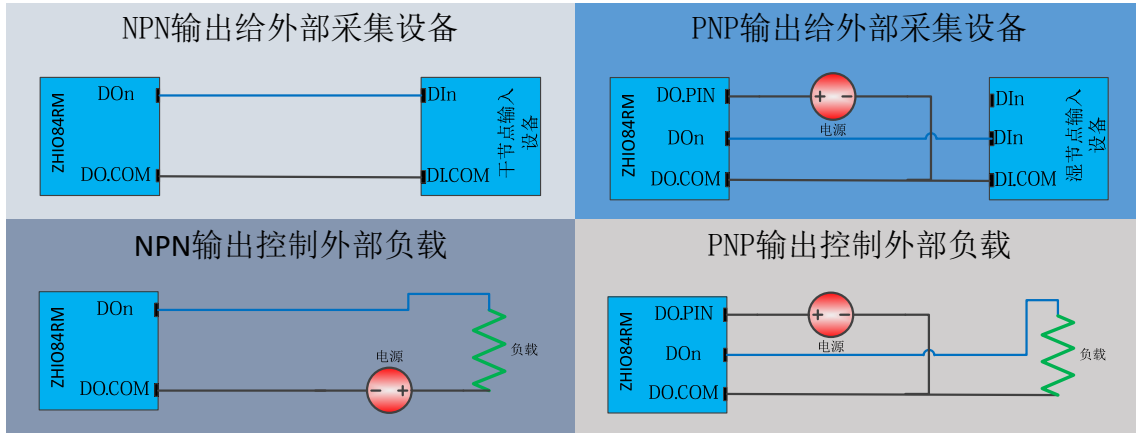 NPN输出给外部采集设备
ZHIO84RM
DOn
DO.COM
DIn
DI.COM
干节点输入
设备
PNP输出给外部采集设备
ZHIO84RM
DO.PIN
DOn
DO.COM
电源
DIn
DIn
DI.COM
湿节点输入
设备
NPN输出控制外部负载
ZHIO84RM
DOn
DO.COM
电源
负载
PNP输出控制外部负载
ZHIO84RM
DO.PIN
DOn
DO.COM
电源
负载